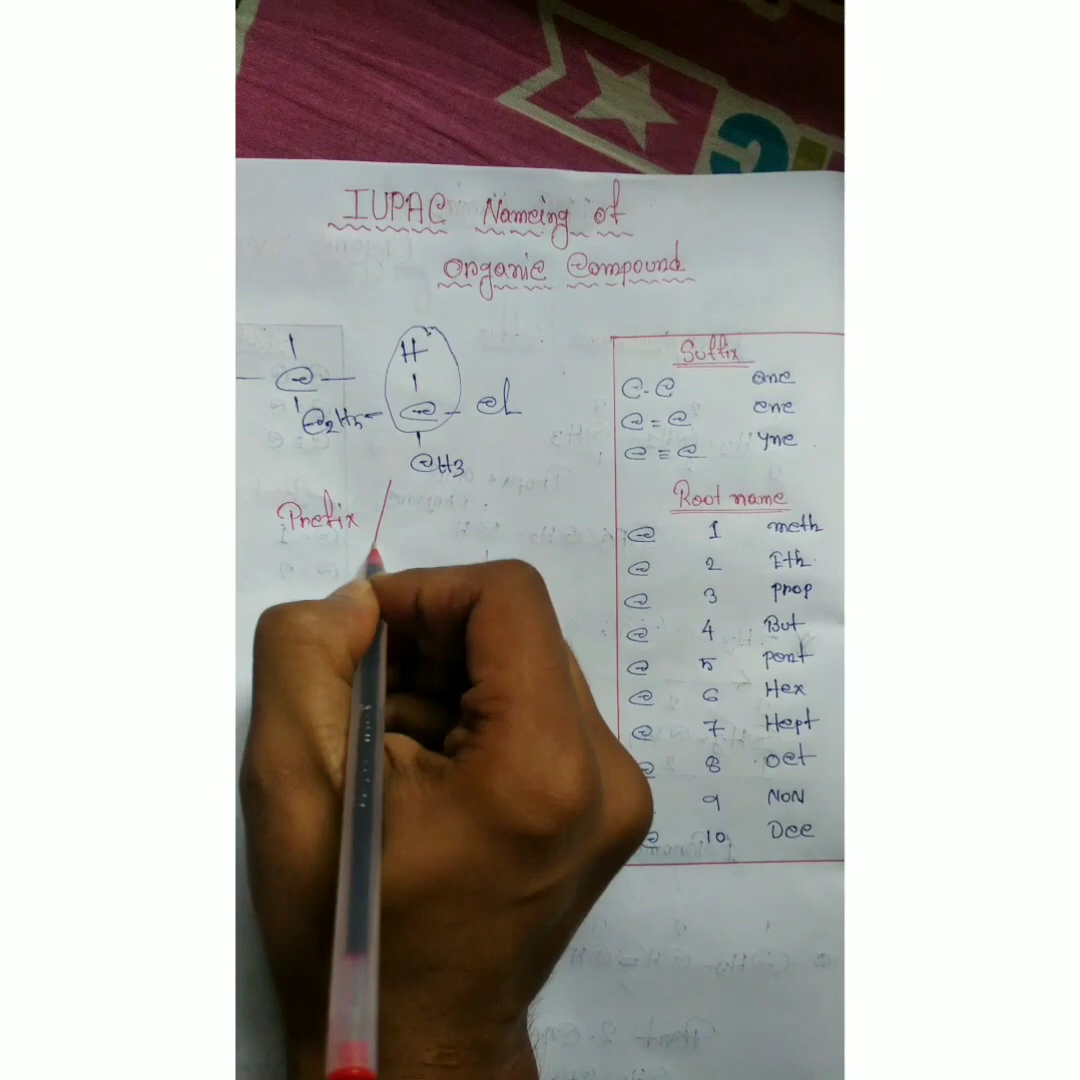 IUPAC Nameing of
Organic Compound
C
C2H5-
H
C - Cl
CH3
Prefix
Suffix
C-C ane
C=C ene
C≡C yne
Root name
C 1 meth
C 2 Eth
C 3 prop
C 4 But
C 5 pent
C 6 Hex
C 7 Hept
C 8 oct
9 NON
C 10 Dec